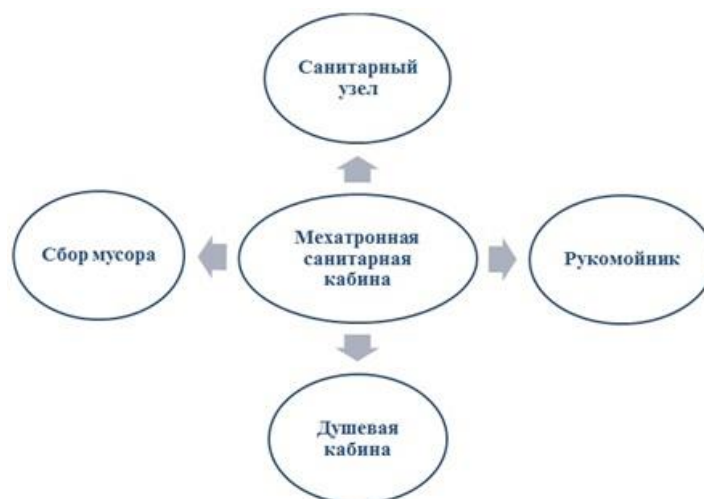 Санитарный
узел
Сбор мусора
Мехатронная
санитарная
кабина
Рукомойник
Душевая
кабина